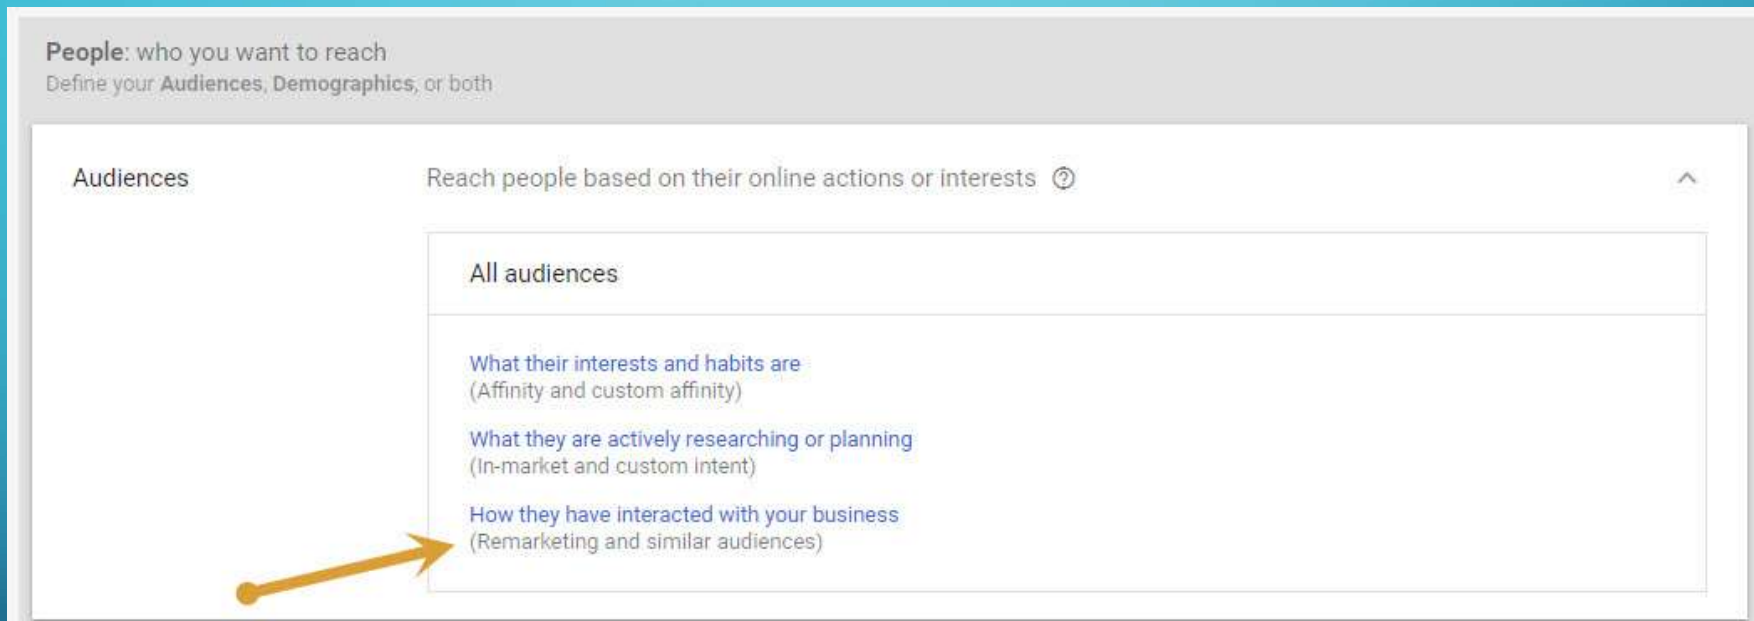 People: who you want to reach
Define your Audiences, Demographics, or both
Audiences
Reach people based on their online actions or interests
All audiences
What their interests and habits are
(Affinity and custom affinity)
What they are actively researching or planning
(In-market and custom intent)
How they have interacted with your business
(Remarketing and similar audiences)